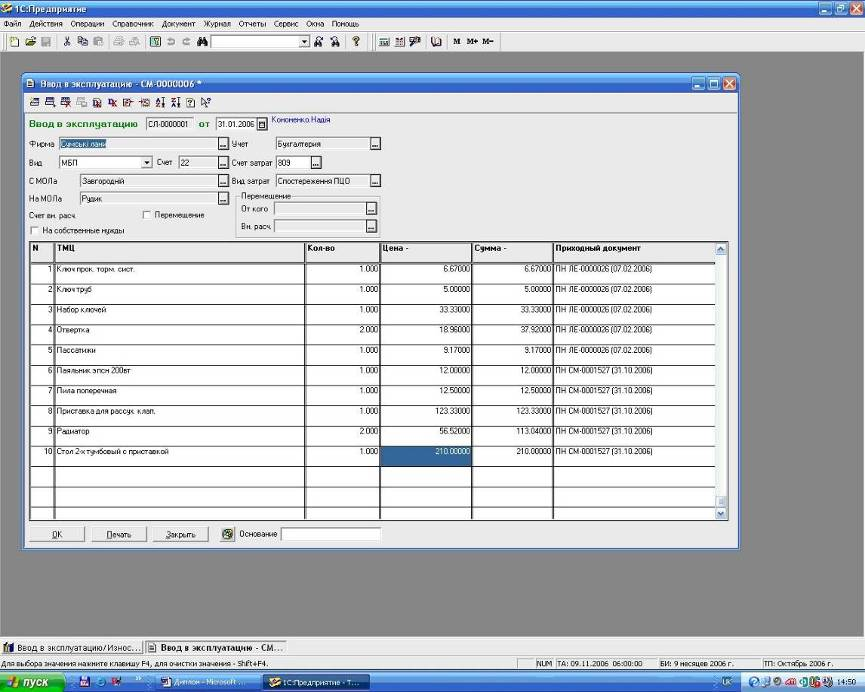 1С:Предприятие
Файл Действия Операции Справочник Документ Журнал Отчеты Сервис Окна Помощь
M M+ M-
Ввод в эксплуатацию - СМ-0000006 *
Ввод в эксплуатацию СЛ-0000001 от 31.01.2006 Кононенко Надія
Фирма Сумські лани ... Учет Бухгалтерия ...
Вид МБП Счет 22 ... Счет затрат 809 ...
С МОЛа Завгородній ... Вид затрат Спостереження ПЦО ...
На МОЛа Рудик ... Перемещение
От кого ...
Счет вн. расч. Перемещение
Вн. расч. ...
На собственные нужды
N ТМЦ Кол-во Цена - Сумма - Приходный документ
1 Ключ прок. торм. сист. 1.000 6.67000 6.67000 ПН ЛЕ-0000026 (07.02.2006)
2 Ключ труб 1.000 5.00000 5.00000 ПН ЛЕ-0000026 (07.02.2006)
3 Набор ключей 1.000 33.33000 33.33000 ПН ЛЕ-0000026 (07.02.2006)
4 Отвертка 2.000 18.96000 37.92000 ПН ЛЕ-0000026 (07.02.2006)
5 Пассатижи 1.000 9.17000 9.17000 ПН ЛЕ-0000026 (07.02.2006)
6 Паяльник эпсн 200вт 1.000 12.00000 12.00000 ПН СМ-0001527 (31.10.2006)
7 Пила поперечная 1.000 12.50000 12.50000 ПН СМ-0001527 (31.10.2006)
8 Приставка для рассух. клап. 1.000 123.33000 123.33000 ПН СМ-0001527 (31.10.2006)
9 Радиатор 2.000 56.52000 113.04000 ПН СМ-0001527 (31.10.2006)
10 Стол 2-х тумбовый с приставкой 1.000 210.00000 210.00000 ПН СМ-0001527 (31.10.2006)
OK Печать Закрыть Основание
Ввод в эксплуатацию/Износ... Ввод в эксплуатацию - СМ...
Для выбора значения нажмите клавишу F4, для очистки значения - Shift+F4. NUM ТА: 09.11.2006 06:00:00 БИ: 9 месяцев 2006 г. ТП: Октябрь 2006 г.
пуск Диплом - Microsoft ... 1С:Предприятие - Т... UK 14:50